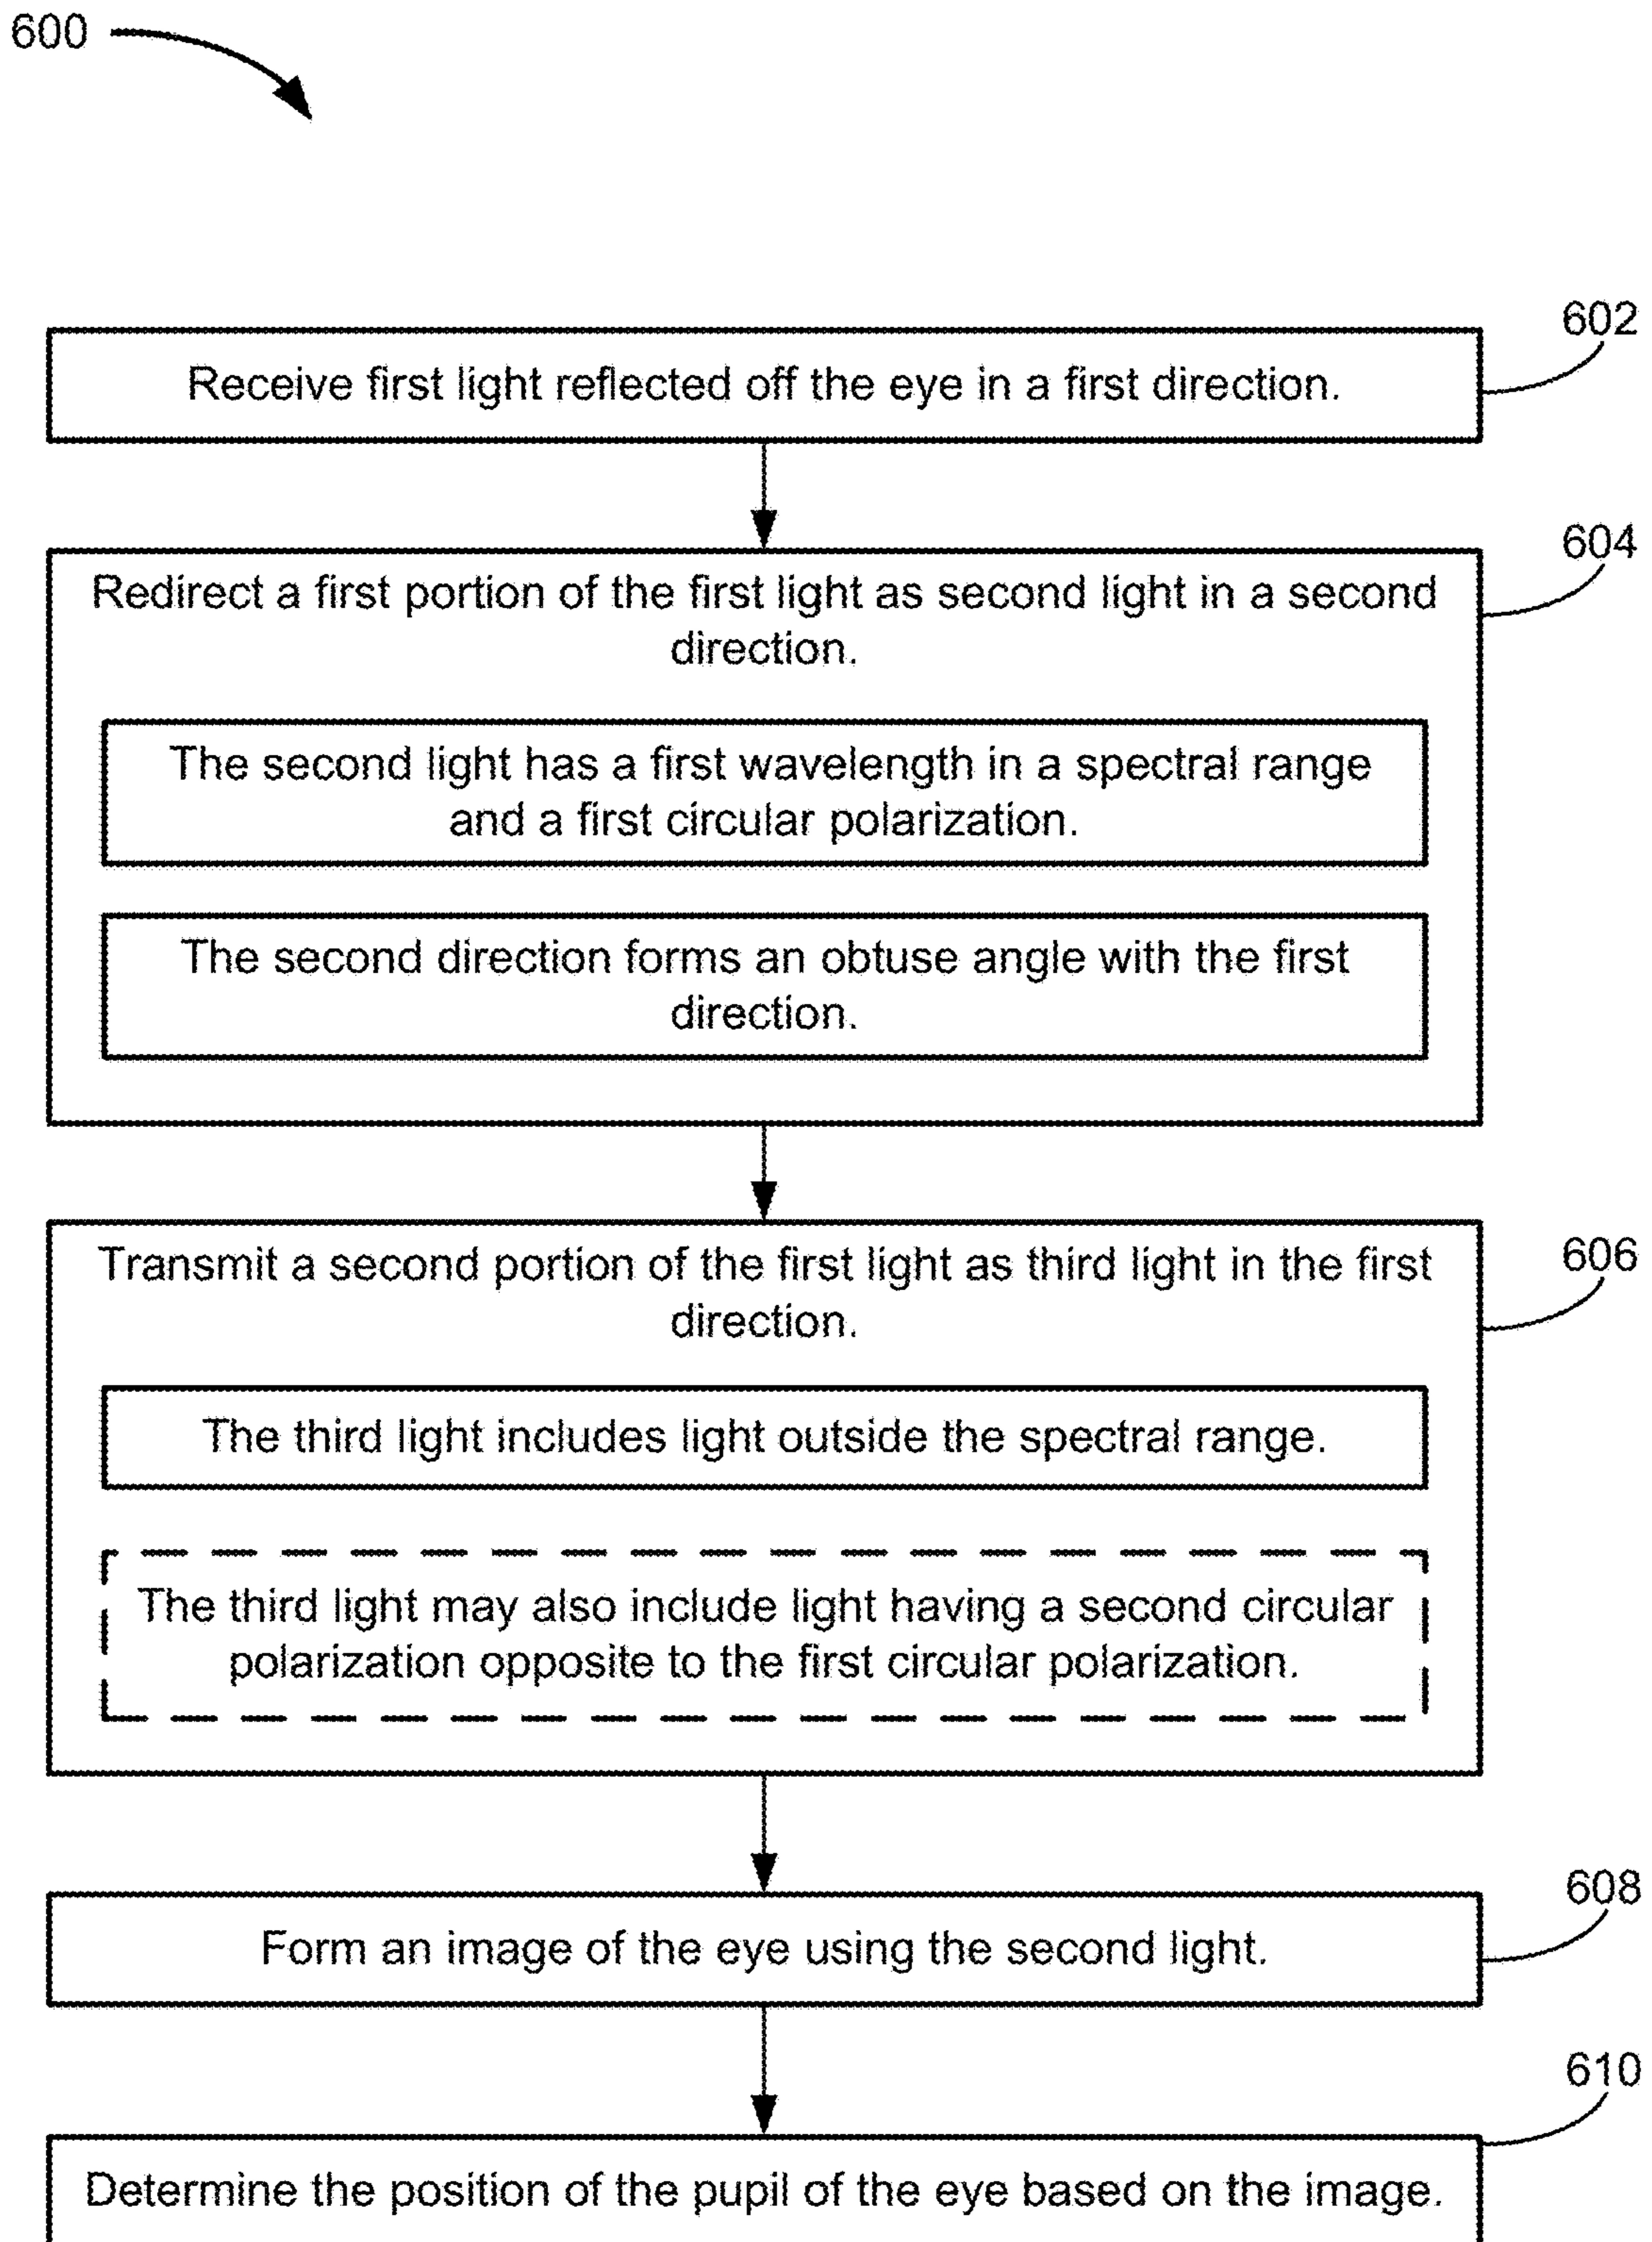 600
602
Receive first light reflected off the eye in a first direction.
604
Redirect a first portion of the first light as second light in a second
direction.
The second light has a first wavelength in a spectral range
and a first circular polarization.
The second direction forms an obtuse angle with the first
direction.
606
Transmit a second portion of the first light as third light in the first
direction.
The third light includes light outside the spectral range.
The third light may also include light having a second circular
polarization opposite to the first circular polarization.
608
Form an image of the eye using the second light.
610
Determine the position of the pupil of the eye based on the image.